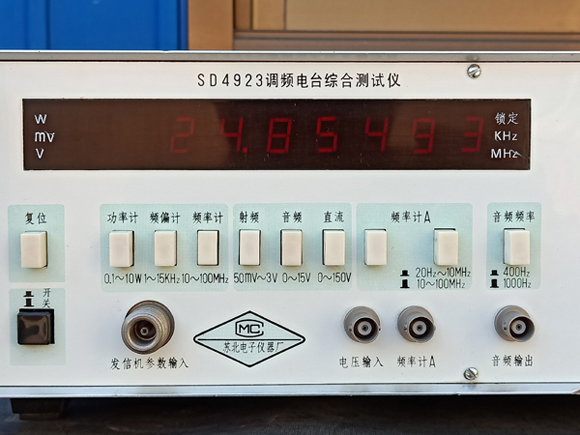 SD4923调频电台综合测试仪
W
mV
V
24.85493
锁定
KHz
MHz
复位
功率计 频偏计 频率计 射频 音频 直流 频率计A 音频频率
0.1~10W 1~15KHz 10~100MHz 50mV~3V 0~15V 0~150V
20Hz~10MHz
10~100MHz
400Hz
1000Hz
开
关
MC
苏北电子仪器厂
发信机参数输入 电压输入 频率计A 音频输出